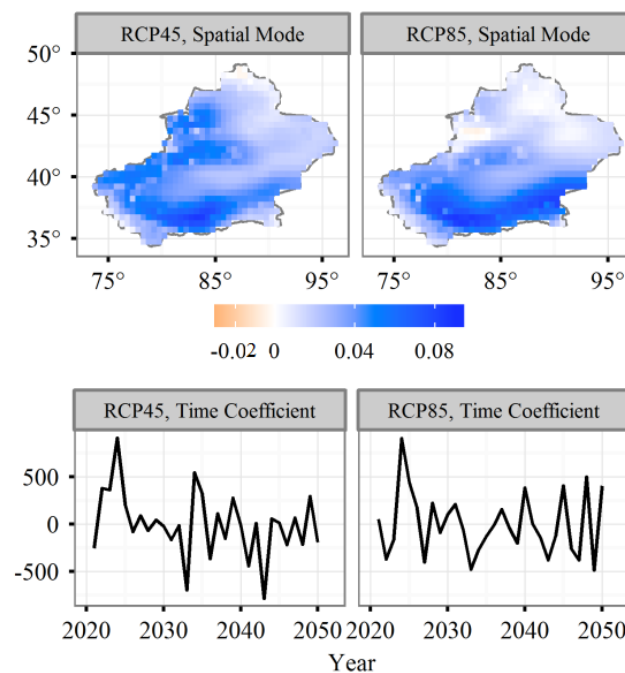 RCP45, Spatial Mode RCP85, Spatial Mode
50°
45°
40°
35°
75° 85° 95° 75° 85° 95°
-0.02 0 0.04 0.08
RCP45, Time Coefficient RCP85, Time Coefficient
500
0
-500
2020 2030 2040 2050 2020 2030 2040 2050
Year